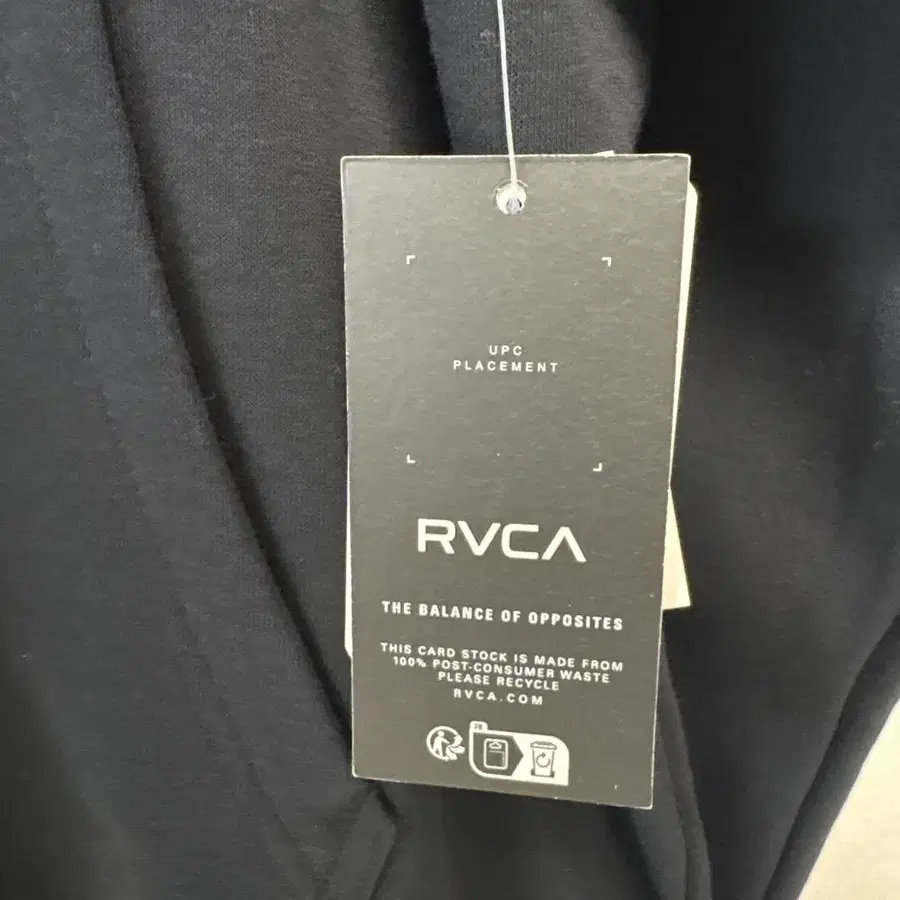 UPC
PLACEMENT
RVCA
THE BALANCE OF OPPOSITES
THIS CARD STOCK IS MADE FROM
100% POST-CONSUMER WASTE
PLEASE RECYCLE
RVCA.COM
FR